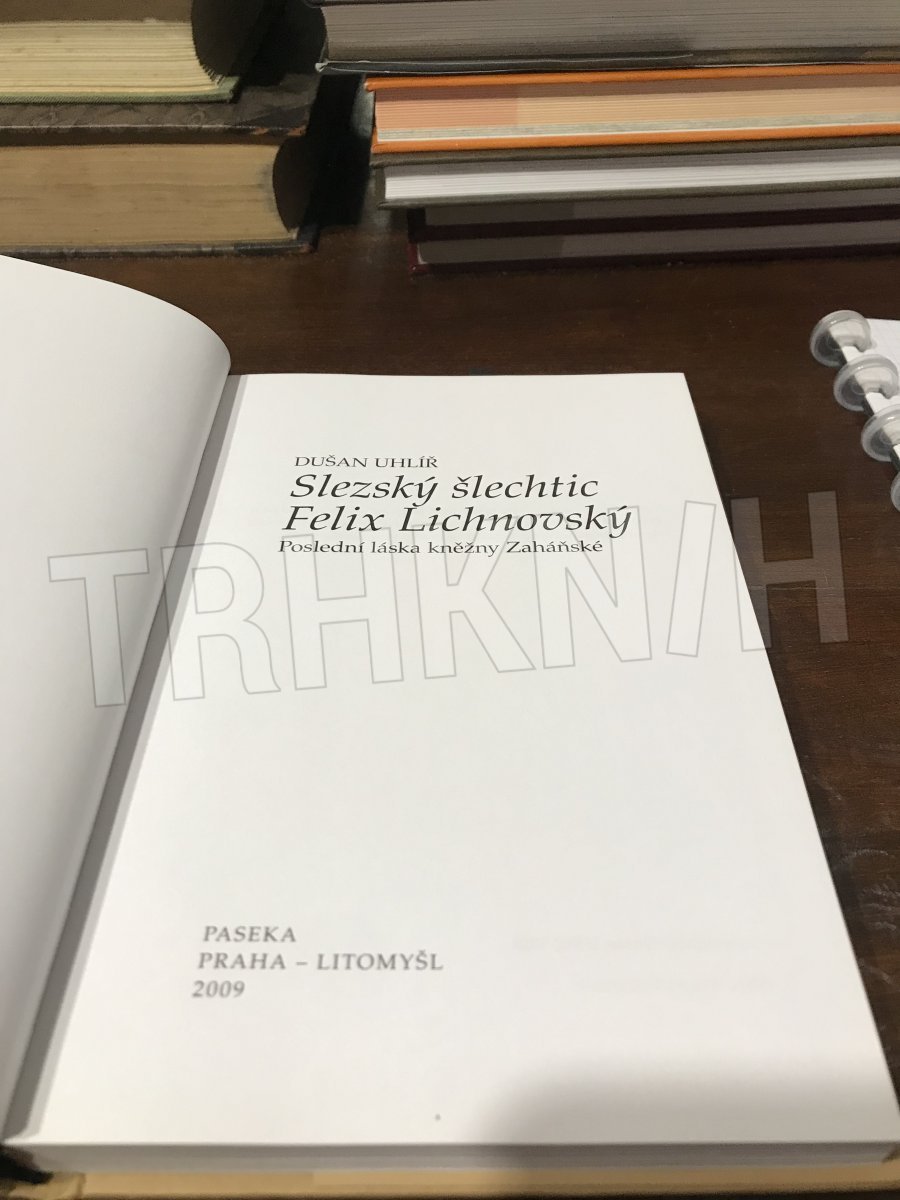 DUŠAN UHLÍŘ
Slezský šlechtic
Felix Lichnovský
Poslední láska kněžny Zaháňské
TRHKNIH
PASEKA
PRAHA – LITOMYŠL
2009